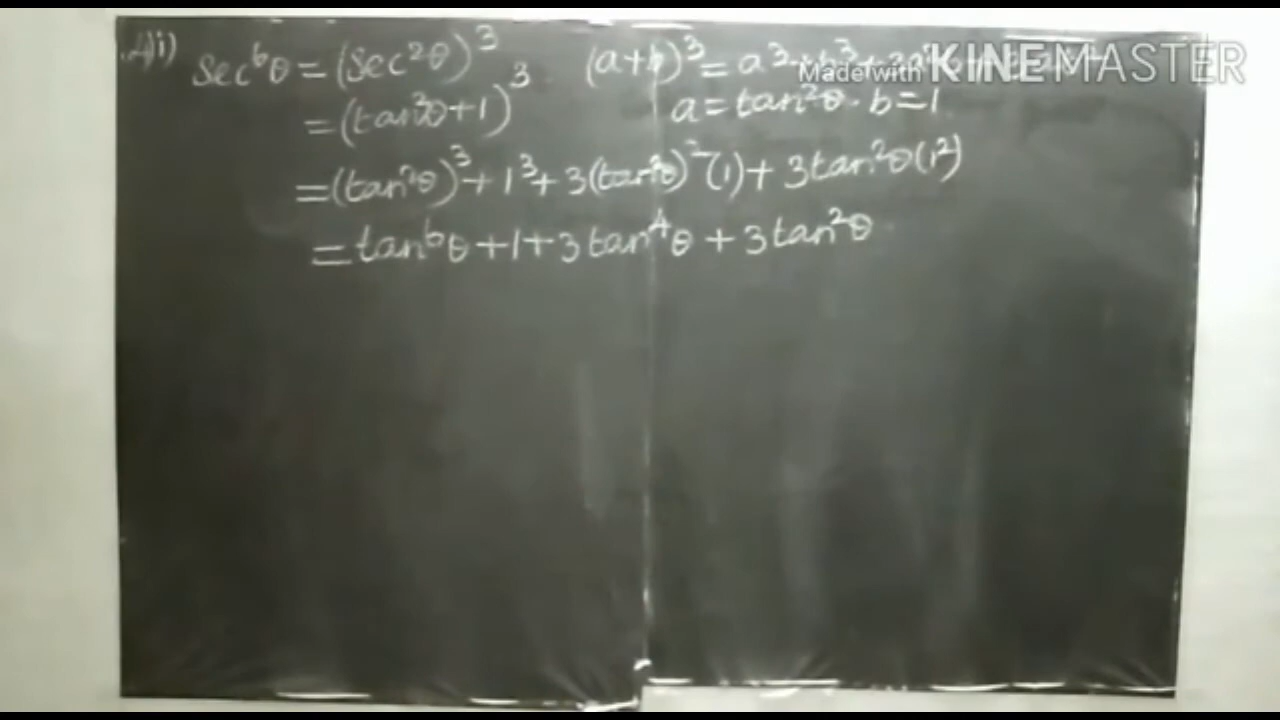 4)i) sec⁶θ = (sec²θ)³ (a+b)³ = a³+b³+3a²b
Made with KINEMASTER
= (tan²θ+1)³ a = tan²θ. b = 1
= (tan²θ)³ + 1³ + 3(tan²θ)²(1) + 3tan²θ(1²)
= tan⁶θ + 1 + 3tan⁴θ + 3tan²θ